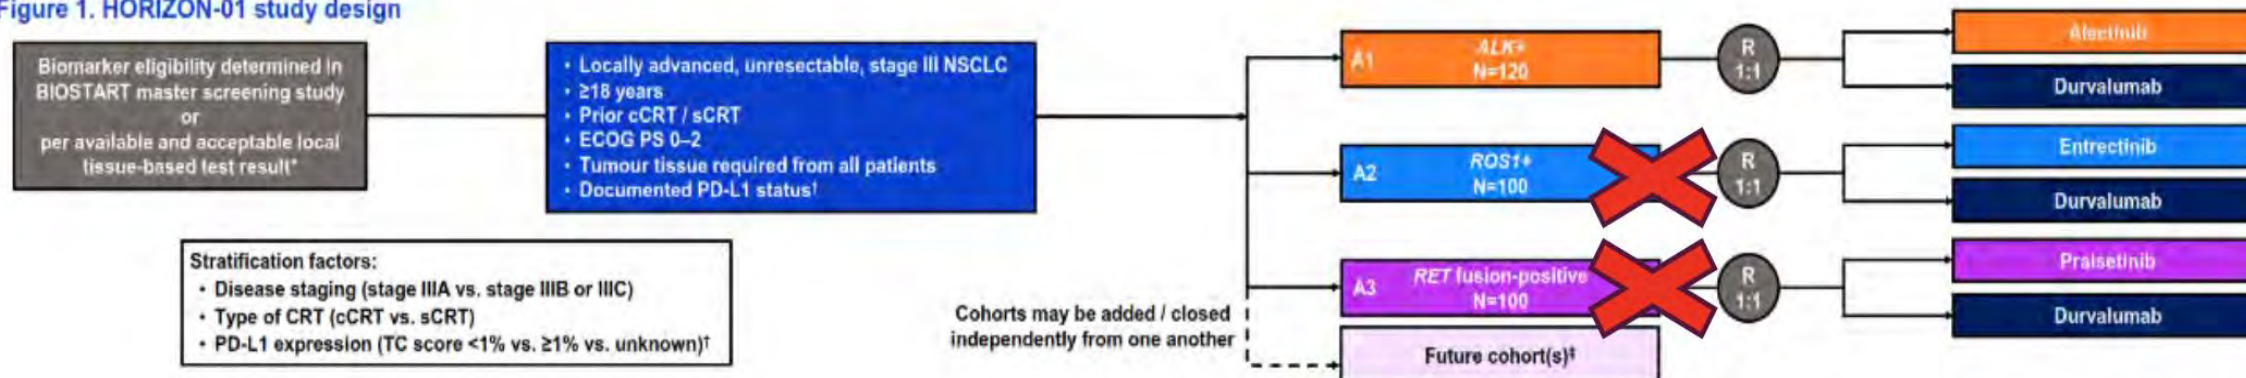 Figure 1. HORIZON-01 study design
Biomarker eligibility determined in
BIOSTART master screening study
or
per available and acceptable local
tissue-based test result*
• Locally advanced, unresectable, stage III NSCLC
• ≥18 years
• Prior cCRT / sCRT
• ECOG PS 0–2
• Tumour tissue required from all patients
• Documented PD-L1 status†
Stratification factors:
• Disease staging (stage IIIA vs. stage IIIB or IIIC)
• Type of CRT (cCRT vs. sCRT)
• PD-L1 expression (TC score <1% vs. ≥1% vs. unknown)†
Cohorts may be added / closed
independently from one another
A1
ALK+
N=120
R
1:1
Alectinib
Durvalumab
A2
ROS1+
N=100
R
1:1
Entrectinib
Durvalumab
A3
RET fusion-positive
N=100
R
1:1
Pralsetinib
Durvalumab
Future cohort(s)‡